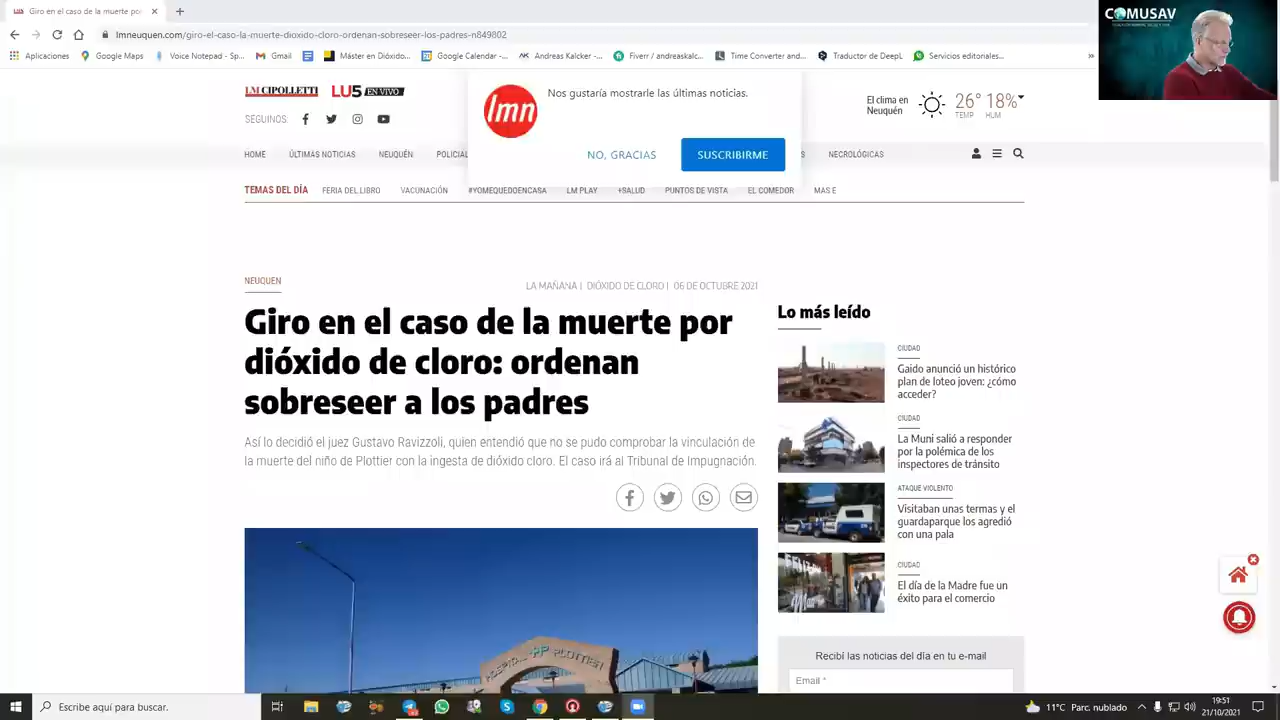 Giro en el caso de la muerte por
lmneuquen.com/giro-el-caso-la-muerte-dioxido-cloro-ordenan-sobreseer-
849802
Aplicaciones
Google Maps
Voice Notepad - Sp...
Gmail
Máster en Dióxido...
Google Calendar -...
Andreas Kalcker -...
Fiverr / andreaskalc...
Time Converter and...
Traductor de DeepL
Servicios editoriales...
»
COMUSAV
LM CIPOLLETTI
LU5 EN VIVO
SEGUINOS:
lmn
Nos gustaría mostrarle las últimas noticias.
NO, GRACIAS
SUSCRIBIRME
El clima en
Neuquén
26° 18%
TEMP HUM
HOME
ÚLTIMAS NOTICIAS
NEUQUÉN
POLICIAL
S
NECROLÓGICAS
TEMAS DEL DÍA
FERIA DEL LIBRO
VACUNACIÓN
#YOMEQUEDOENCASA
LM PLAY
+SALUD
PUNTOS DE VISTA
EL COMEDOR
MAS E
NEUQUEN
LA MAÑANA | DIÓXIDO DE CLORO | 06 DE OCTUBRE 2021
Giro en el caso de la muerte por
dióxido de cloro: ordenan
sobreseer a los padres
Así lo decidió el juez Gustavo Ravizzoli, quien entendió que no se pudo comprobar la vinculación de
la muerte del niño de Plottier con la ingesta de dióxido cloro. El caso irá al Tribunal de Impugnación.
HOSPITAL HP PLOTTIER
Lo más leído
CIUDAD
Gaido anunció un histórico
plan de loteo joven: ¿cómo
acceder?
CIUDAD
La Muni salió a responder
por la polémica de los
inspectores de tránsito
ATAQUE VIOLENTO
Visitaban unas termas y el
guardaparque los agredió
con una pala
CIUDAD
El día de la Madre fue un
éxito para el comercio
Recibí las noticias del día en tu e-mail
Email *
Escribe aquí para buscar.
11°C Parc. nublado
19:51
21/10/2021